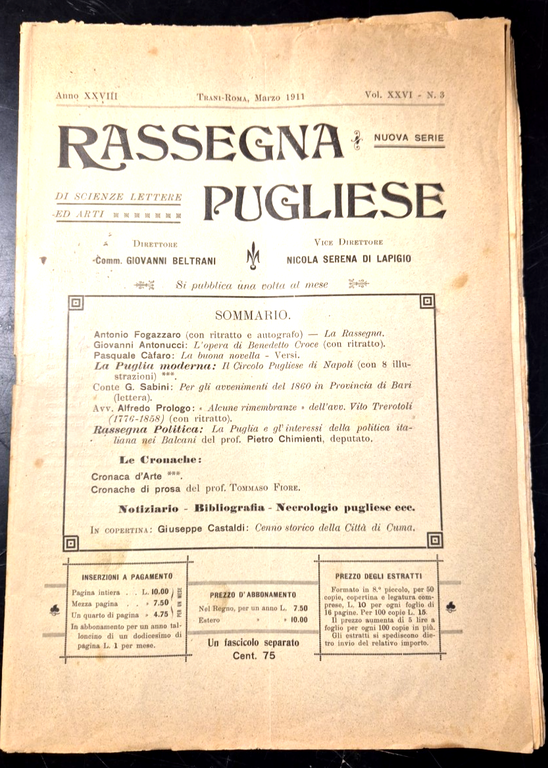 Anno XXVIII Trani-Roma, Marzo 1911 Vol. XXVI - N. 3
RASSEGNA NUOVA SERIE
DI SCIENZE LETTERE
ED ARTI
PUGLIESE
Direttore
Comm. GIOVANNI BELTRANI
Vice Direttore
NICOLA SERENA DI LAPIGIO
Si pubblica una volta al mese
SOMMARIO.
Antonio Fogazzaro (con ritratto e autografo) — La Rassegna.
Giovanni Antonucci: L'opera di Benedetto Croce (con ritratto).
Pasquale Càfaro: La buona novella - Versi.
La Puglia moderna: Il Circolo Pugliese di Napoli (con 8 illu-
strazioni) ***.
Conte G. Sabini: Per gli avvenimenti del 1860 in Provincia di Bari
(lettera).
Avv. Alfredo Prologo: « Alcune rimembranze » dell'avv. Vito Trerotoli
(1776-1858) (con ritratto).
Rassegna Politica: La Puglia e gl'interessi della politica ita-
liana nei Balcani del prof. Pietro Chimienti, deputato.
Le Cronache:
Cronaca d'Arte ***.
Cronache di prosa del prof. Tommaso Fiore.
Notiziario - Bibliografia - Necrologio pugliese ecc.
In copertina: Giuseppe Castaldi: Cenno storico della Città di Cuma.
INSERZIONI A PAGAMENTO
Pagina intiera . . L. 10.00
Mezza pagina . . » 7.50
Un quarto di pagina » 4.75
PER UN MESE
In abbonamento per un anno tal-
loncino di un dodicesimo di
pagina L. 1 per mese.
PREZZO D'ABBONAMENTO
Nel Regno, per un anno L. 7.50
Estero » » 10.00
Un fascicolo separato
Cent. 75
PREZZO DEGLI ESTRATTI
Formato in 8.° piccolo, per 50
copie, copertina e legatura com-
prese, L. 10 per ogni foglio di
16 pagine. Per 100 copie L. 15.
Il prezzo aumenta di 5 lire a
foglio per ogni 100 copie in più.
Gli estratti si spediscono die-
tro invio del relativo importo.